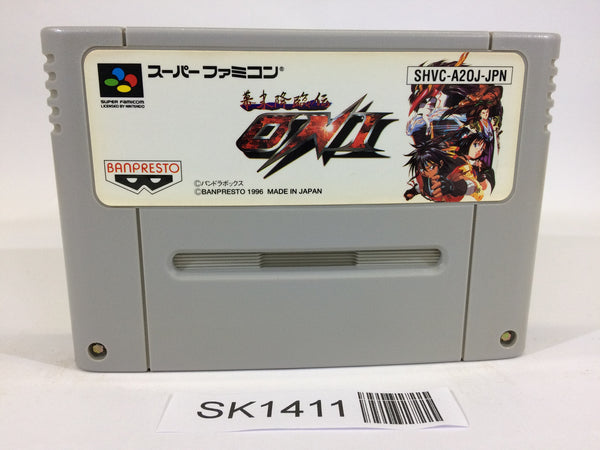 スーパーファミコン®
SUPER FAMICOM
LICENSED BY NINTENDO
SHVC-A20J-JPN
幕末降臨伝
ONI
BANPRESTO
©パンドラボックス
©BANPRESTO 1996 MADE IN JAPAN
SK1411